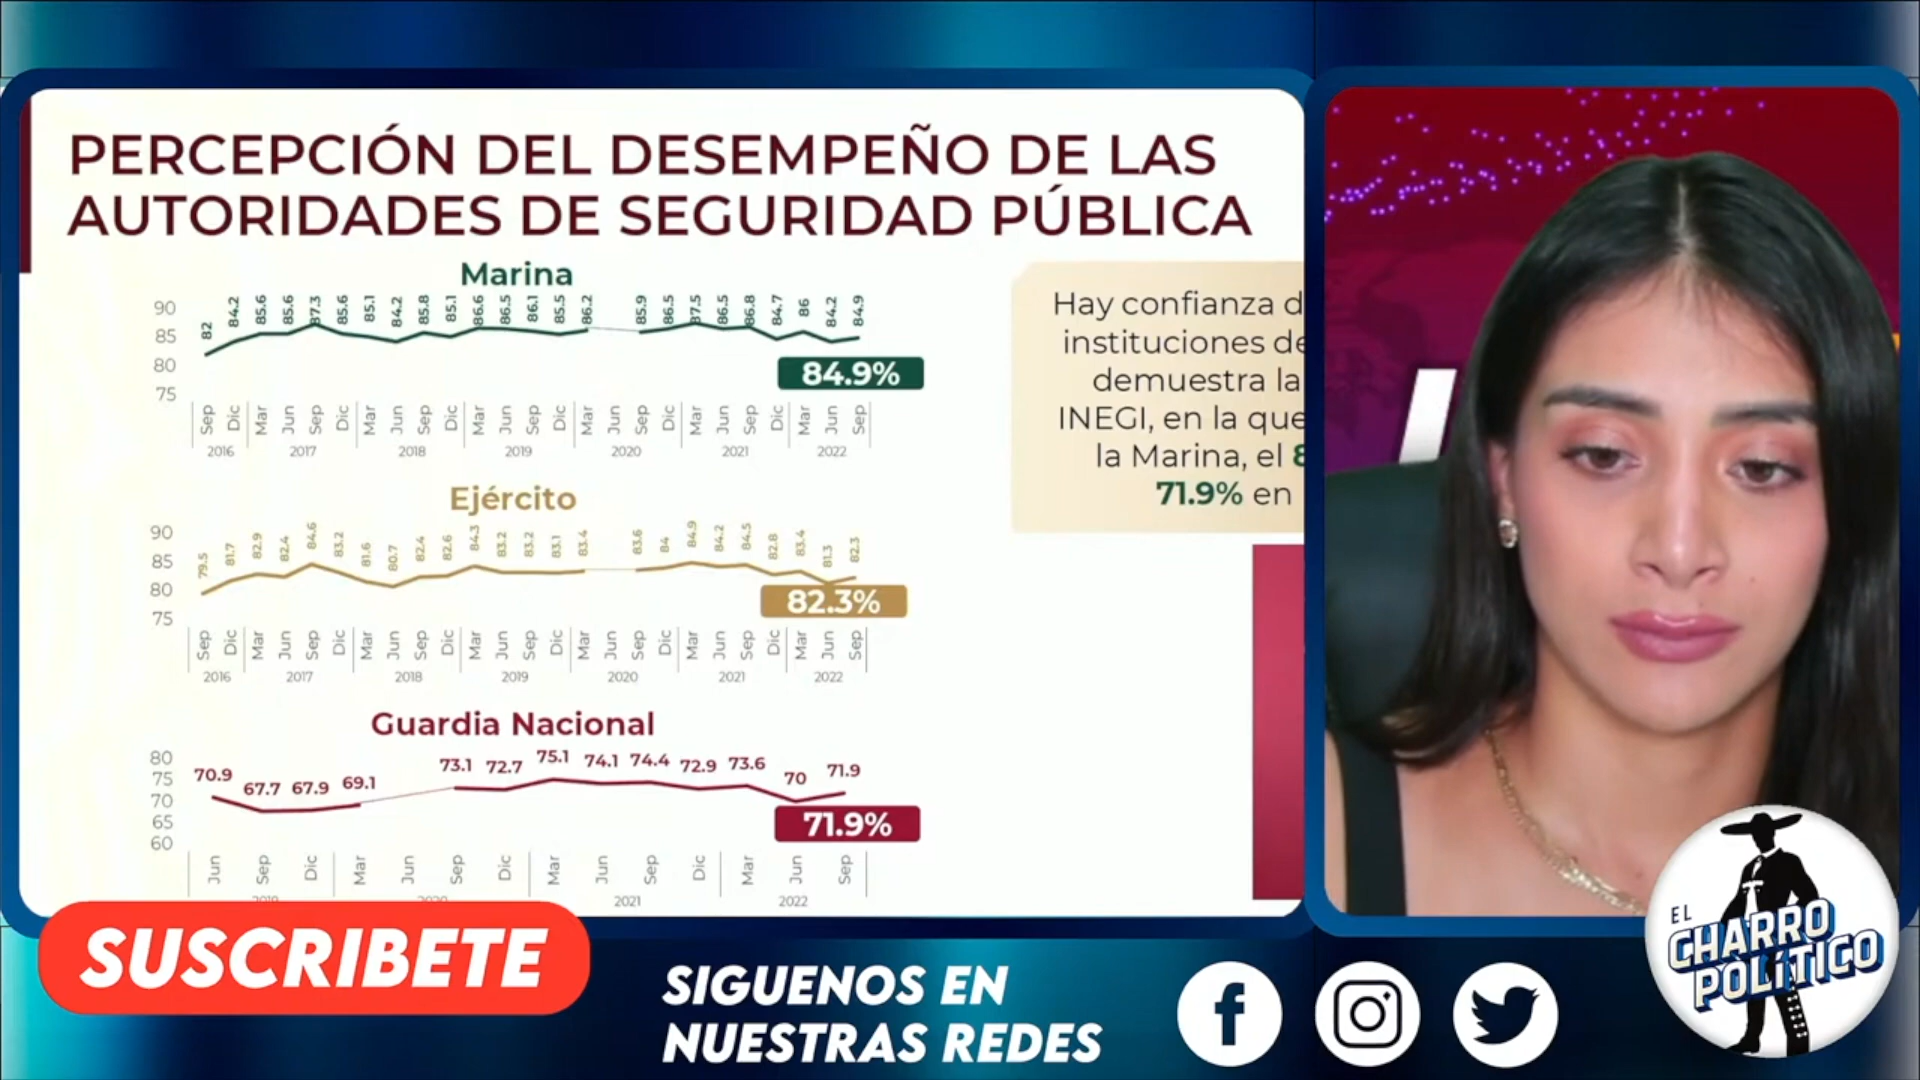 PERCEPCIÓN DEL DESEMPEÑO DE LAS
AUTORIDADES DE SEGURIDAD PÚBLICA
Marina
90
85
80
75
82 84.2 85.6 85.6 87.3 85.6 85.1 84.2 85.8 85.1 86.6 86.5 86.1 85.5 86.2 85.9 86.5 87.5 86.5 86.8 84.7 86 84.2 84.9
84.9%
Sep Dic Mar Jun Sep Dic Mar Jun Sep Dic Mar Jun Sep Dic Mar Jun Sep Dic Mar Jun Sep Dic Mar Jun Sep
2016 2017 2018 2019 2020 2021 2022
Ejército
90
85
80
75
79.5 81.7 82.9 82.4 84.6 83.2 81.6 80.7 82.4 82.6 84.3 83.2 83.2 83.1 83.4 83.6 84 84.9 84.2 84.5 82.8 83.4 81.3 82.3
82.3%
Sep Dic Mar Jun Sep Dic Mar Jun Sep Dic Mar Jun Sep Dic Mar Jun Sep Dic Mar Jun Sep Dic Mar Jun Sep
2016 2017 2018 2019 2020 2021 2022
Guardia Nacional
80
75
70
65
60
70.9 67.7 67.9 69.1 73.1 72.7 75.1 74.1 74.4 72.9 73.6 70 71.9
71.9%
Jun Sep Dic Mar Jun Sep Dic Mar Jun Sep Dic Mar Jun Sep
2021 2022
Hay confianza d
instituciones de
demuestra la
INEGI, en la que
la Marina, el 8
71.9% en
SUSCRIBETE
SIGUENOS EN
NUESTRAS REDES
EL
CHARRO
POLÍTICO